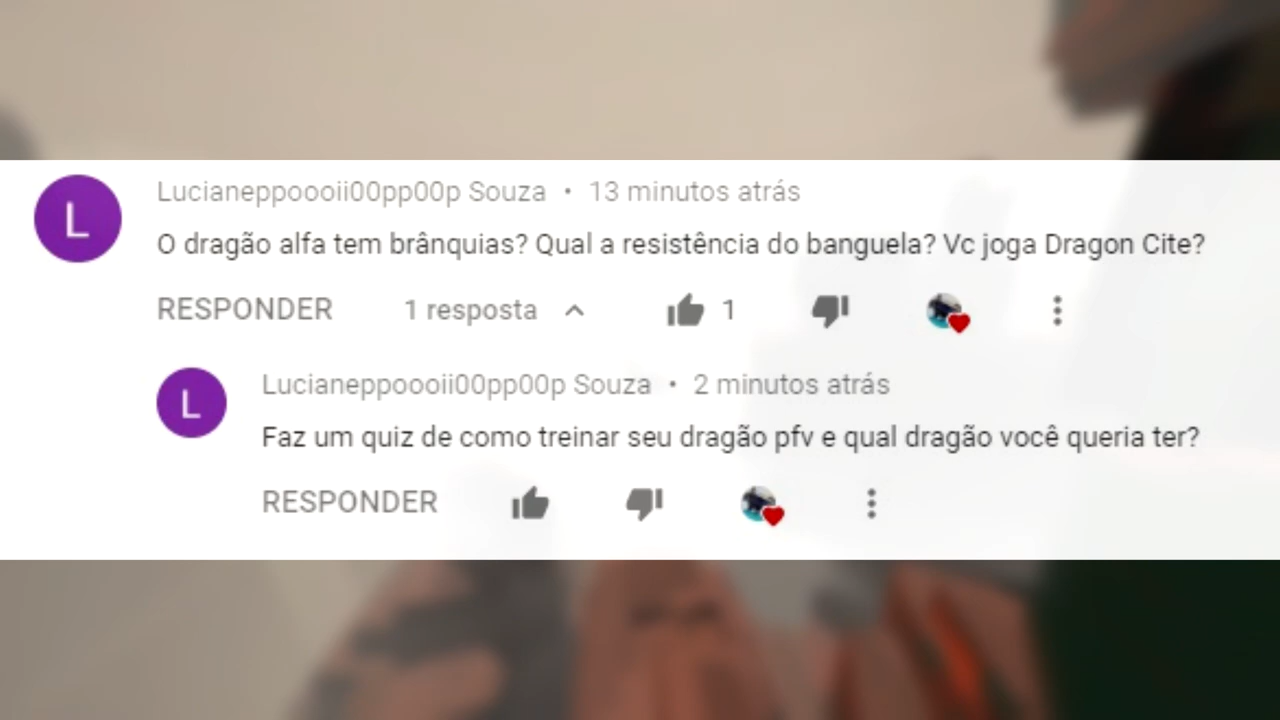 L
Lucianeppoooii00pp00p Souza • 13 minutos atrás
O dragão alfa tem brânquias? Qual a resistência do banguela? Vc joga Dragon Cite?
RESPONDER 1 resposta 1
L
Lucianeppoooii00pp00p Souza • 2 minutos atrás
Faz um quiz de como treinar seu dragão pfv e qual dragão você queria ter?
RESPONDER